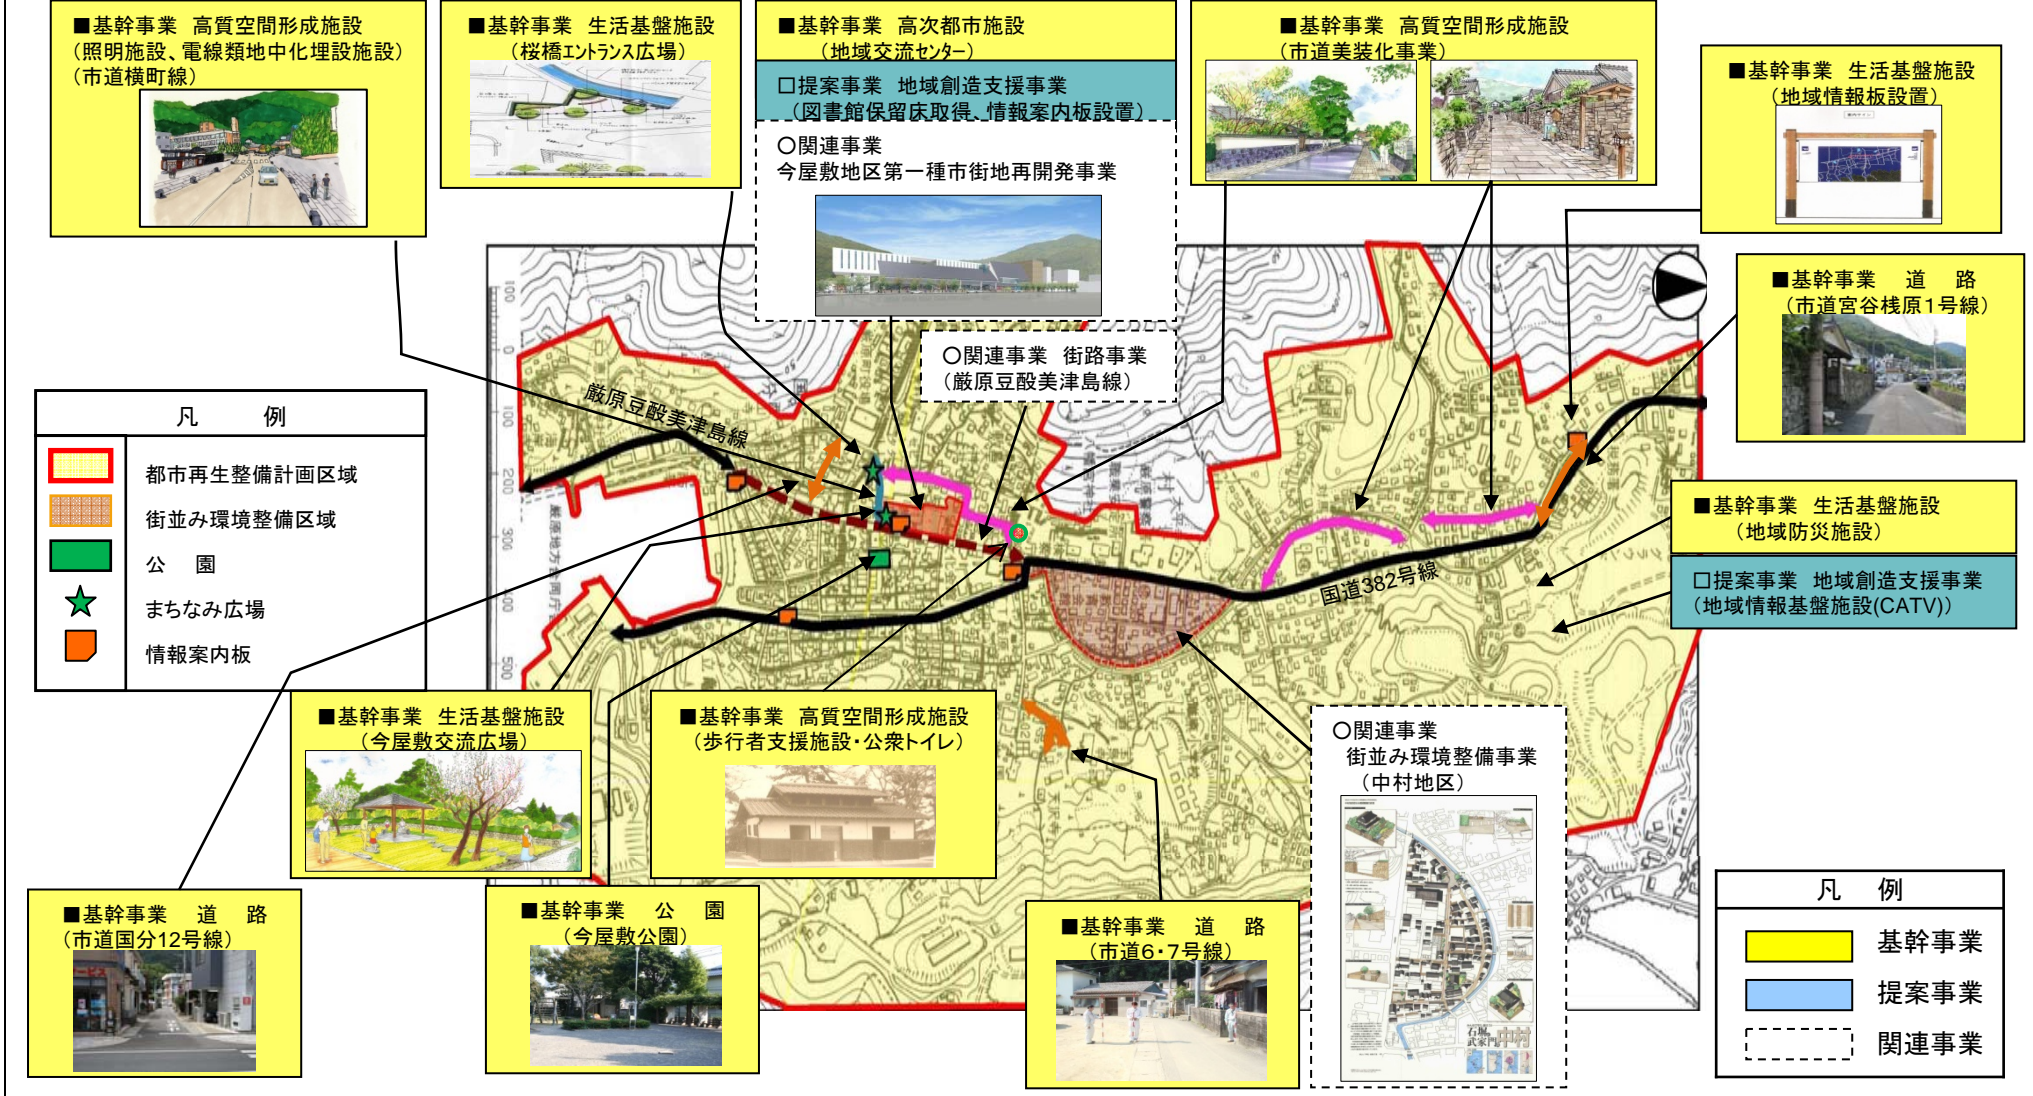 ■基幹事業 高質空間形成施設
(照明施設、電線類地中化埋設施設)
(市道横町線)
■基幹事業 生活基盤施設
(桜橋エントランス広場)
■基幹事業 高次都市施設
(地域交流センター)
□提案事業 地域創造支援事業
(図書館保留床取得、情報案内板設置)
○関連事業
今屋敷地区第一種市街地再開発事業
■基幹事業 高質空間形成施設
(市道美装化事業)
■基幹事業 生活基盤施設
(地域情報板設置)
■基幹事業 道 路
(市道宮谷桟原1号線)
○関連事業 街路事業
(厳原豆酘美津島線)
凡 例
都市再生整備計画区域
街並み環境整備区域
公 園
まちなみ広場
情報案内板
厳原豆酘美津島線
国道382号線
■基幹事業 生活基盤施設
(地域防災施設)
□提案事業 地域創造支援事業
(地域情報基盤施設(CATV))
■基幹事業 生活基盤施設
(今屋敷交流広場)
■基幹事業 高質空間形成施設
(歩行者支援施設・公衆トイレ)
○関連事業
街並み環境整備事業
(中村地区)
石垣
武家門
中村
■基幹事業 道 路
(市道国分12号線)
■基幹事業 公 園
(今屋敷公園)
■基幹事業 道 路
(市道6・7号線)
凡 例
基幹事業
提案事業
関連事業
100
0
100
200
300
400
500